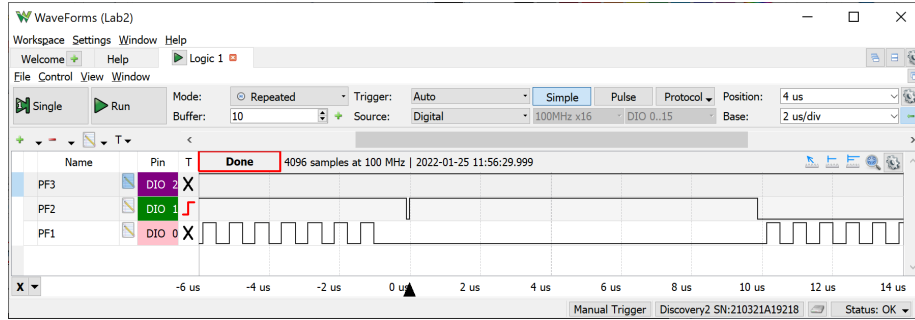 WaveForms (Lab2)
Workspace Settings Window Help
Welcome Help Logic 1
File Control View Window
Single Run Mode: Repeated Trigger: Auto Simple Pulse Protocol Position: 4 us
Buffer: 10 Source: Digital 100MHz x16 DIO 0..15 Base: 2 us/div
T
Name Pin T Done 4096 samples at 100 MHz | 2022-01-25 11:56:29.999
PF3 DIO 2 X
PF2 DIO 1
PF1 DIO 0 X
X -6 us -4 us -2 us 0 us 2 us 4 us 6 us 8 us 10 us 12 us 14 us
Manual Trigger Discovery2 SN:210321A19218 Status: OK